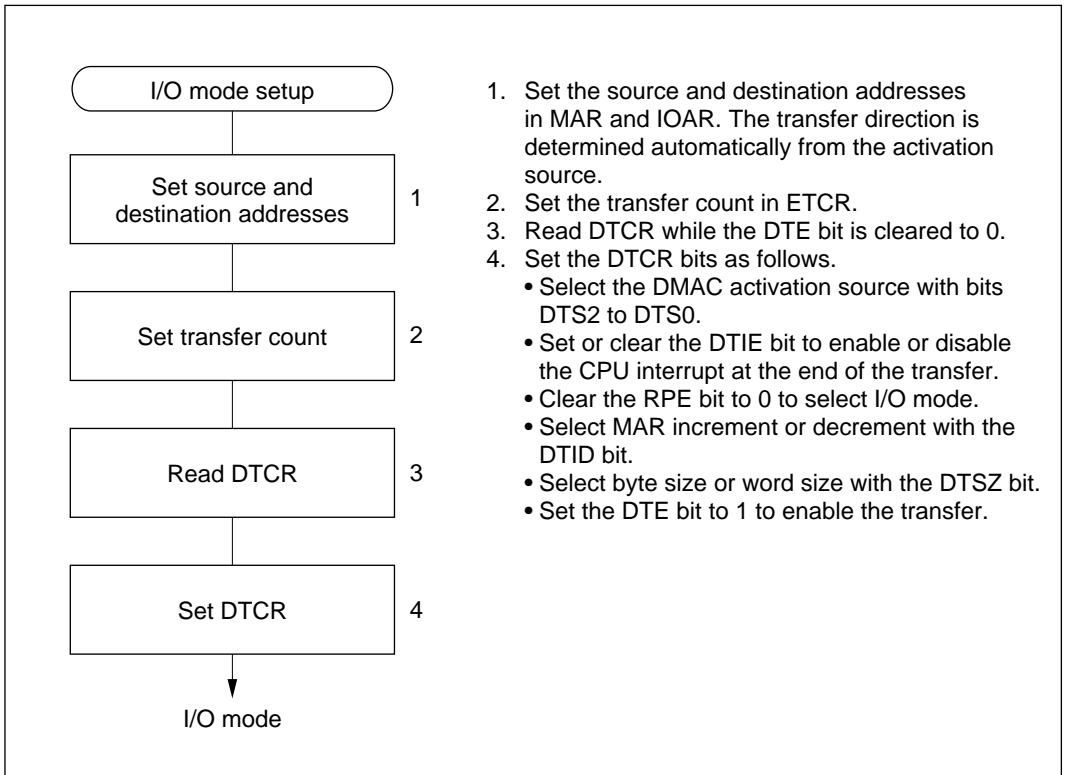 I/O mode setup
Set source and
destination addresses
1
Set transfer count
2
Read DTCR
3
Set DTCR
4
I/O mode
1. Set the source and destination addresses
in MAR and IOAR. The transfer direction is
determined automatically from the activation
source.
2. Set the transfer count in ETCR.
3. Read DTCR while the DTE bit is cleared to 0.
4. Set the DTCR bits as follows.
• Select the DMAC activation source with bits
DTS2 to DTS0.
• Set or clear the DTIE bit to enable or disable
the CPU interrupt at the end of the transfer.
• Clear the RPE bit to 0 to select I/O mode.
• Select MAR increment or decrement with the
DTID bit.
• Select byte size or word size with the DTSZ bit.
• Set the DTE bit to 1 to enable the transfer.